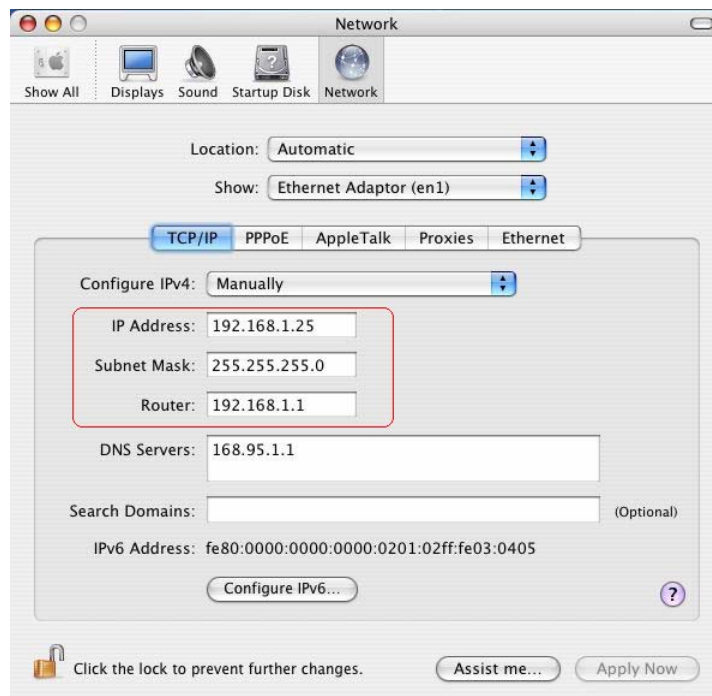 Network
Show All Displays Sound Startup Disk Network
Location: Automatic
Show: Ethernet Adaptor (en1)
TCP/IP PPPoE AppleTalk Proxies Ethernet
Configure IPv4: Manually
IP Address: 192.168.1.25
Subnet Mask: 255.255.255.0
Router: 192.168.1.1
DNS Servers: 168.95.1.1
Search Domains: (Optional)
IPv6 Address: fe80:0000:0000:0000:0201:02ff:fe03:0405
Configure IPv6... ?
Click the lock to prevent further changes. Assist me... Apply Now